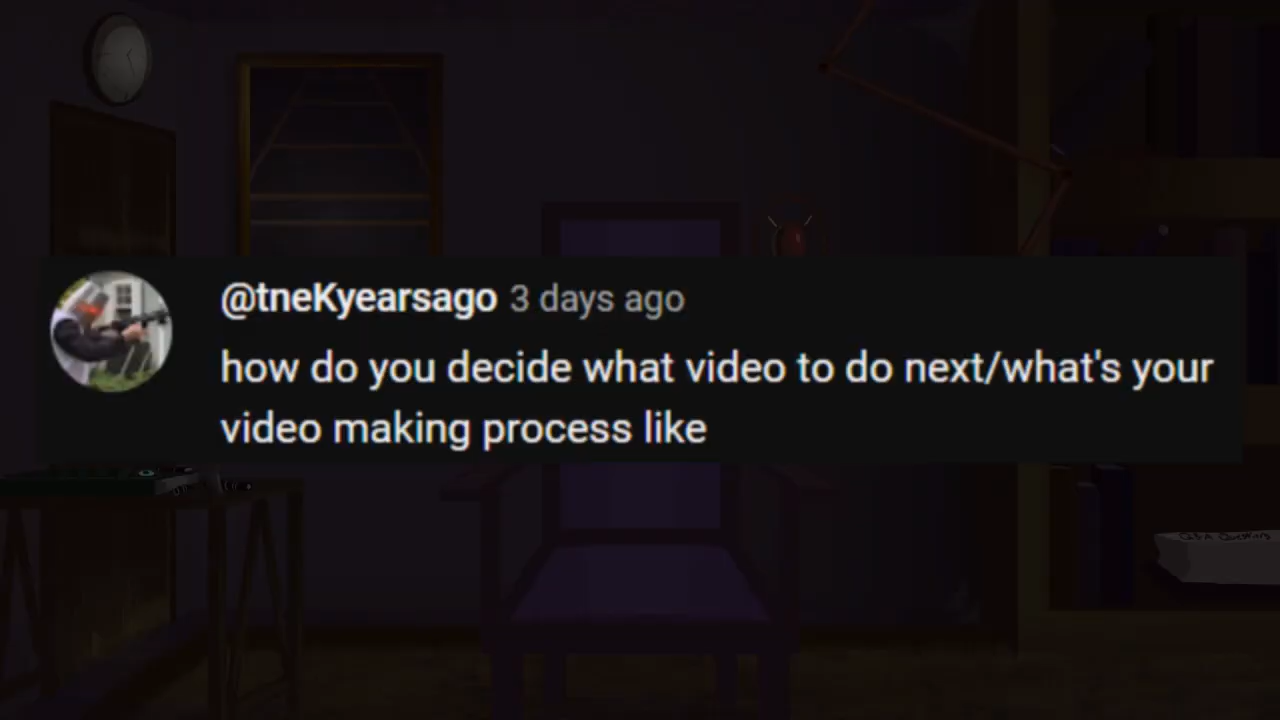 @tneKyearsago 3 days ago
how do you decide what video to do next/what's your
video making process like
Q&A Questions